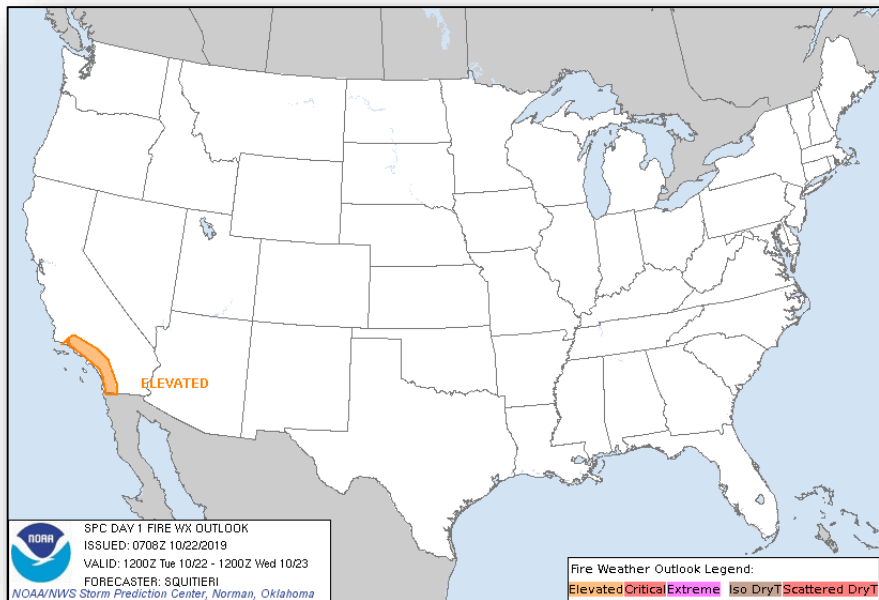 ELEVATED
NOAA
SPC DAY 1 FIRE WX OUTLOOK
ISSUED: 0708Z 10/22/2019
VALID: 1200Z Tue 10/22 - 1200Z Wed 10/23
FORECASTER: SQUITIERI
NOAA/NWS Storm Prediction Center, Norman, Oklahoma
Fire Weather Outlook Legend:
Elevated Critical Extreme Iso DryT Scattered DryT